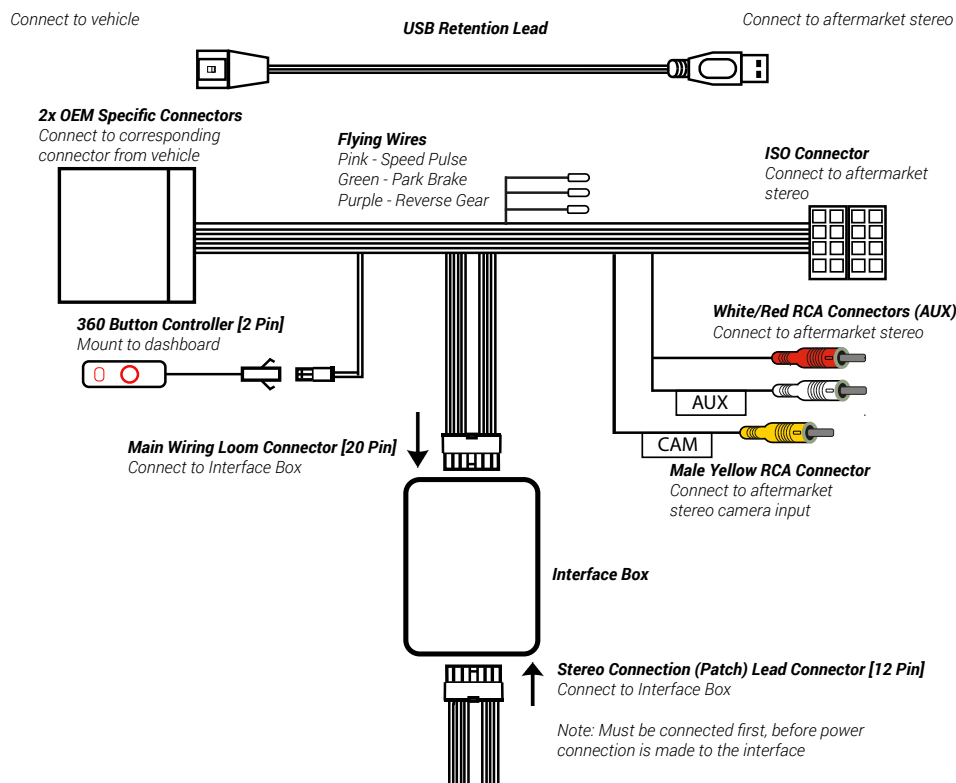 Connect to vehicle
USB Retention Lead
Connect to aftermarket stereo
2x OEM Specific Connectors
Connect to corresponding
connector from vehicle
Flying Wires
Pink - Speed Pulse
Green - Park Brake
Purple - Reverse Gear
ISO Connector
Connect to aftermarket
stereo
360 Button Controller [2 Pin]
Mount to dashboard
White/Red RCA Connectors (AUX)
Connect to aftermarket stereo
AUX
CAM
Male Yellow RCA Connector
Connect to aftermarket
stereo camera input
Main Wiring Loom Connector [20 Pin]
Connect to Interface Box
Interface Box
Stereo Connection (Patch) Lead Connector [12 Pin]
Connect to Interface Box
Note: Must be connected first, before power
connection is made to the interface